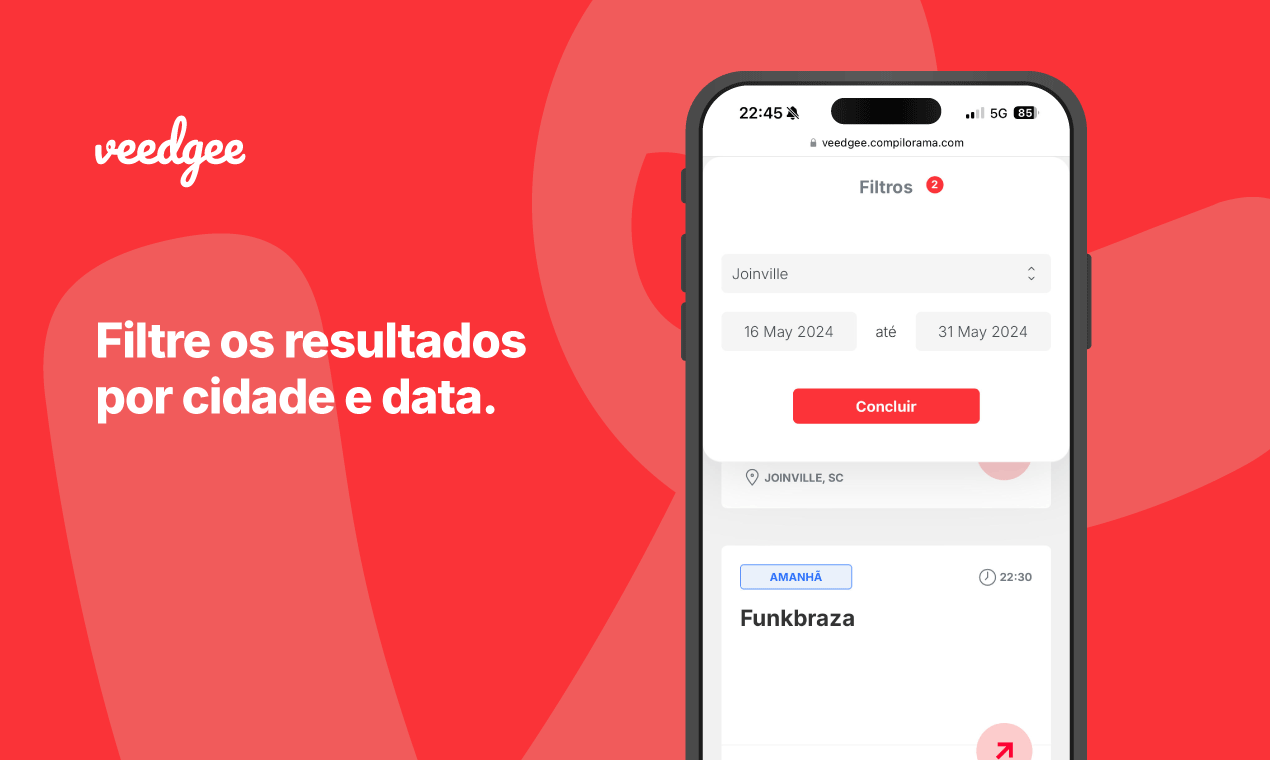 veedgee
Filtre os resultados
por cidade e data.
22:45
5G
85
veedgee.compilorama.com
Filtros
2
Joinville
16 May 2024
até
31 May 2024
Concluir
JOINVILLE, SC
AMANHÃ
22:30
Funkbraza